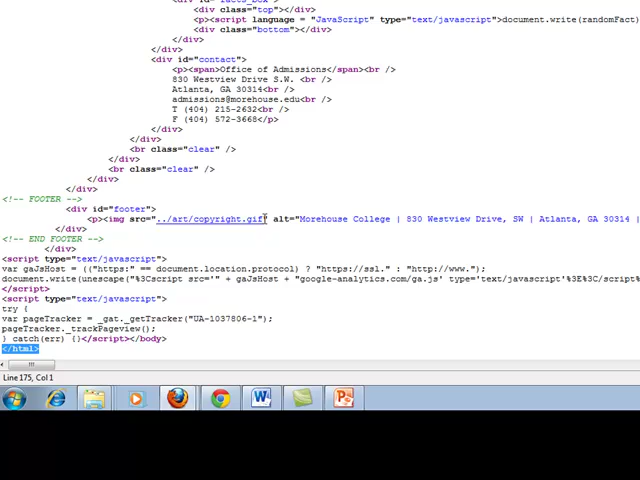 <div id="facts_box">
<div class="top"></div>
<p><script language = "JavaScript" type="text/javascript">document.write(randomFact)
<div class="bottom"></div>
</div>
</div>
<div id="contact">
<p><span>Office of Admissions</span><br />
830 Westview Drive S.W. <br />
Atlanta, GA 30314<br />
admissions@morehouse.edu<br />
T (404) 215-2632<br />
F (404) 572-3668</p>
</div>
</div>
<br class="clear" />
</div>
<br class="clear" />
</div>
</div>
<!-- FOOTER -->
<div id="footer">
<p><img src="../art/copyright.gif" alt="Morehouse College | 830 Westview Drive, SW | Atlanta, GA 30314 |
</div>
<!-- END FOOTER -->
</div>
<script type="text/javascript">
var gaJsHost = (("https:" == document.location.protocol) ? "https://ssl." : "http://www.");
document.write(unescape("%3Cscript src='" + gaJsHost + "google-analytics.com/ga.js' type='text/javascript'%3E%3C/script%
</script>
<script type="text/javascript">
try {
var pageTracker = _gat._getTracker("UA-1037806-1");
pageTracker._trackPageview();
} catch(err) {}</script></body>
</html>
Line 175, Col 1